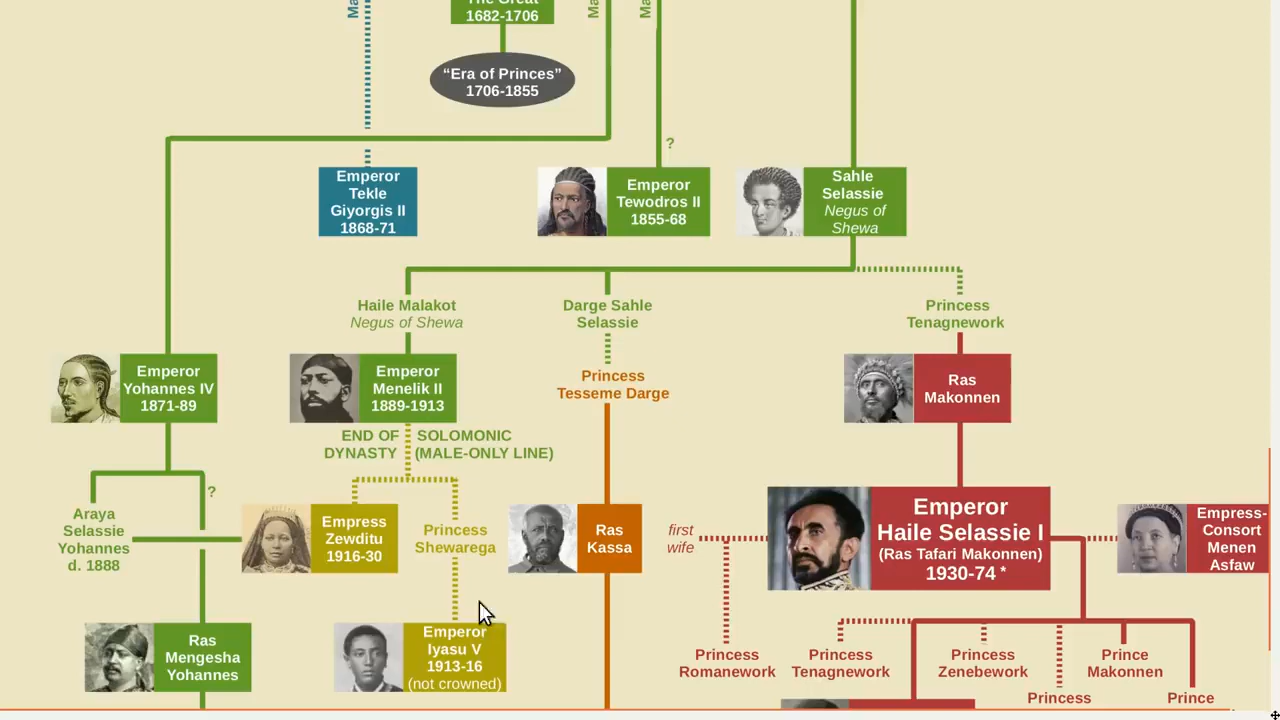 Ma
The Great
1682-1706
Ma
Ma
“Era of Princes”
1706-1855
?
Emperor
Tekle
Giyorgis II
1868-71
Emperor
Tewodros II
1855-68
Sahle
Selassie
Negus of
Shewa
Haile Malakot
Negus of Shewa
Darge Sahle
Selassie
Princess
Tenagnework
Emperor
Yohannes IV
1871-89
Emperor
Menelik II
1889-1913
Princess
Tesseme Darge
Ras
Makonnen
END OF SOLOMONIC
DYNASTY (MALE-ONLY LINE)
?
Araya
Selassie
Yohannes
d. 1888
Empress
Zewditu
1916-30
Princess
Shewarega
Ras
Kassa
first
wife
Emperor
Haile Selassie I
(Ras Tafari Makonnen)
1930-74 *
Empress-
Consort
Menen
Asfaw
Ras
Mengesha
Yohannes
Emperor
Iyasu V
1913-16
(not crowned)
Princess
Romanework
Princess
Tenagnework
Princess
Zenebework
Prince
Makonnen
Princess
Prince